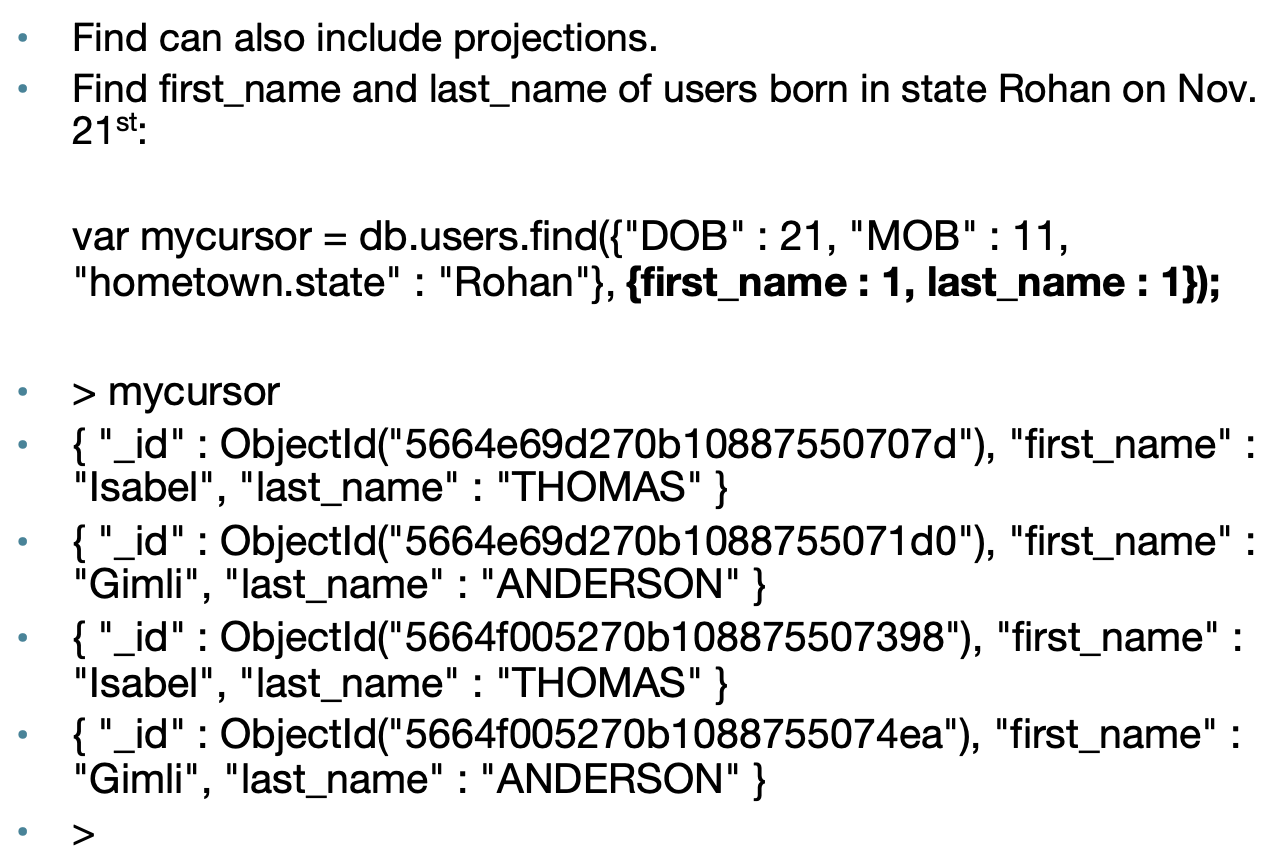 • Find can also include projections.
• Find first_name and last_name of users born in state Rohan on Nov.
21st:
var mycursor = db.users.find({"DOB" : 21, "MOB" : 11,
"hometown.state" : "Rohan"}, {first_name : 1, last_name : 1});
• > mycursor
• { "_id" : ObjectId("5664e69d270b10887550707d"), "first_name" :
"Isabel", "last_name" : "THOMAS" }
• { "_id" : ObjectId("5664e69d270b1088755071d0"), "first_name" :
"Gimli", "last_name" : "ANDERSON" }
• { "_id" : ObjectId("5664f005270b108875507398"), "first_name" :
"Isabel", "last_name" : "THOMAS" }
• { "_id" : ObjectId("5664f005270b1088755074ea"), "first_name" :
"Gimli", "last_name" : "ANDERSON" }
• >